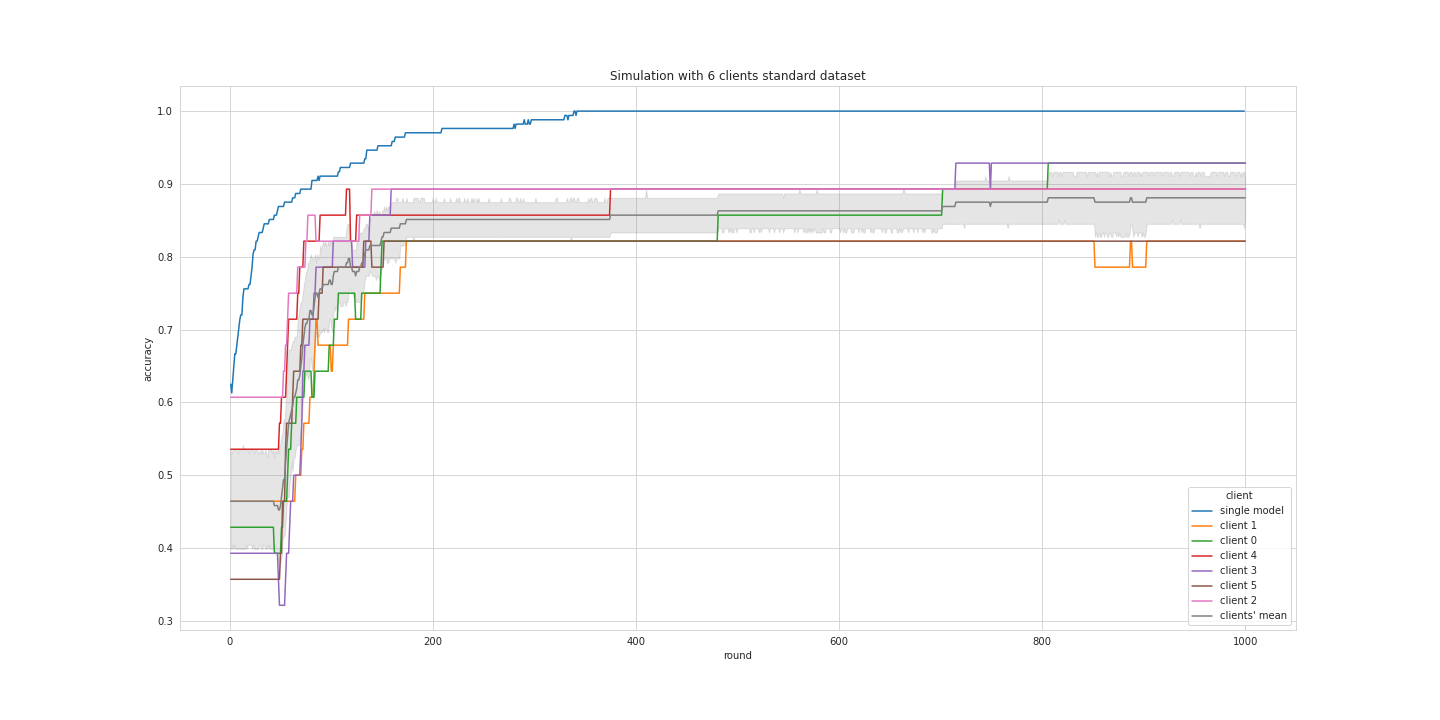 Simulation with 6 clients standard dataset
1.0
0.9
0.8
0.7
0.6
0.5
0.4
0.3
accuracy
0 200 400 600 800 1000
round
client
single model
client 1
client 0
client 4
client 3
client 5
client 2
clients' mean